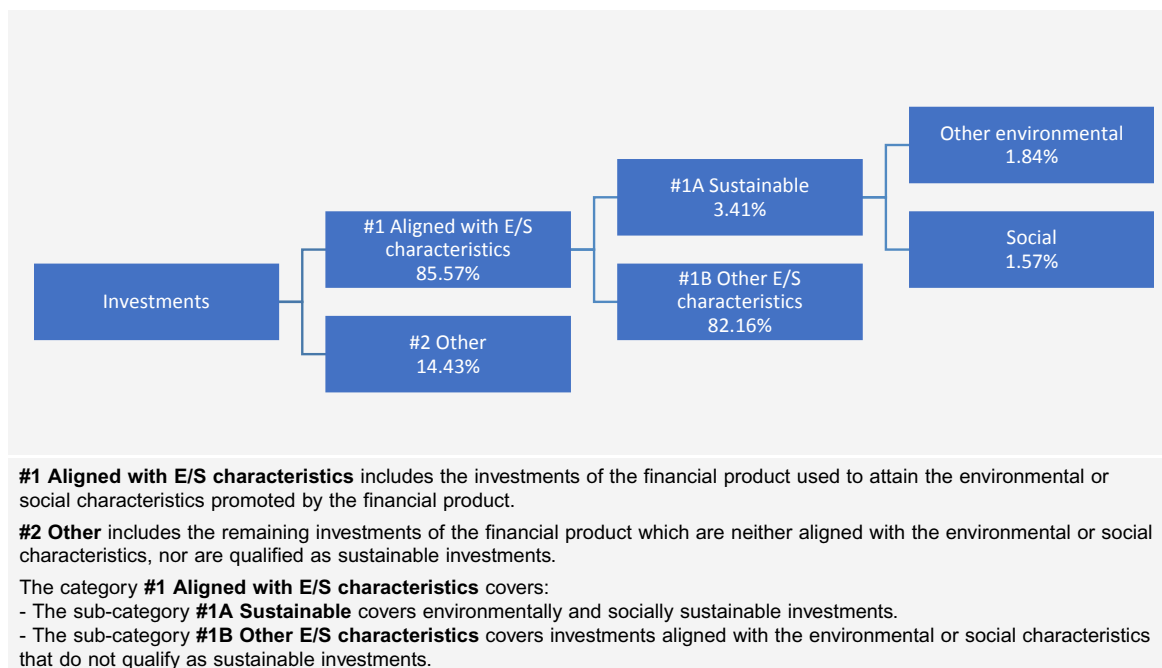 Investments
#1 Aligned with E/S
characteristics
85.57%
#2 Other
14.43%
#1A Sustainable
3.41%
#1B Other E/S
characteristics
82.16%
Other environmental
1.84%
Social
1.57%
#1 Aligned with E/S characteristics includes the investments of the financial product used to attain the environmental or
social characteristics promoted by the financial product.
#2 Other includes the remaining investments of the financial product which are neither aligned with the environmental or social
characteristics, nor are qualified as sustainable investments.
The category #1 Aligned with E/S characteristics covers:
- The sub-category #1A Sustainable covers environmentally and socially sustainable investments.
- The sub-category #1B Other E/S characteristics covers investments aligned with the environmental or social characteristics
that do not qualify as sustainable investments.